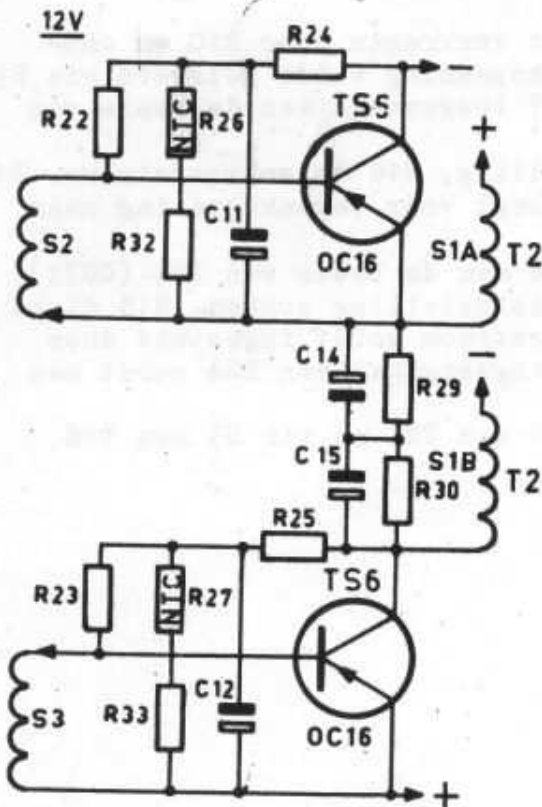 12V
R24
−
R22
NTC
R26
TS5
+
C11
S2
R32
OC16
S1A
T2
C14
R29
−
C15
S1B
R30
T2
R25
R23
NTC
R27
TS6
C12
S3
R33
OC16
+